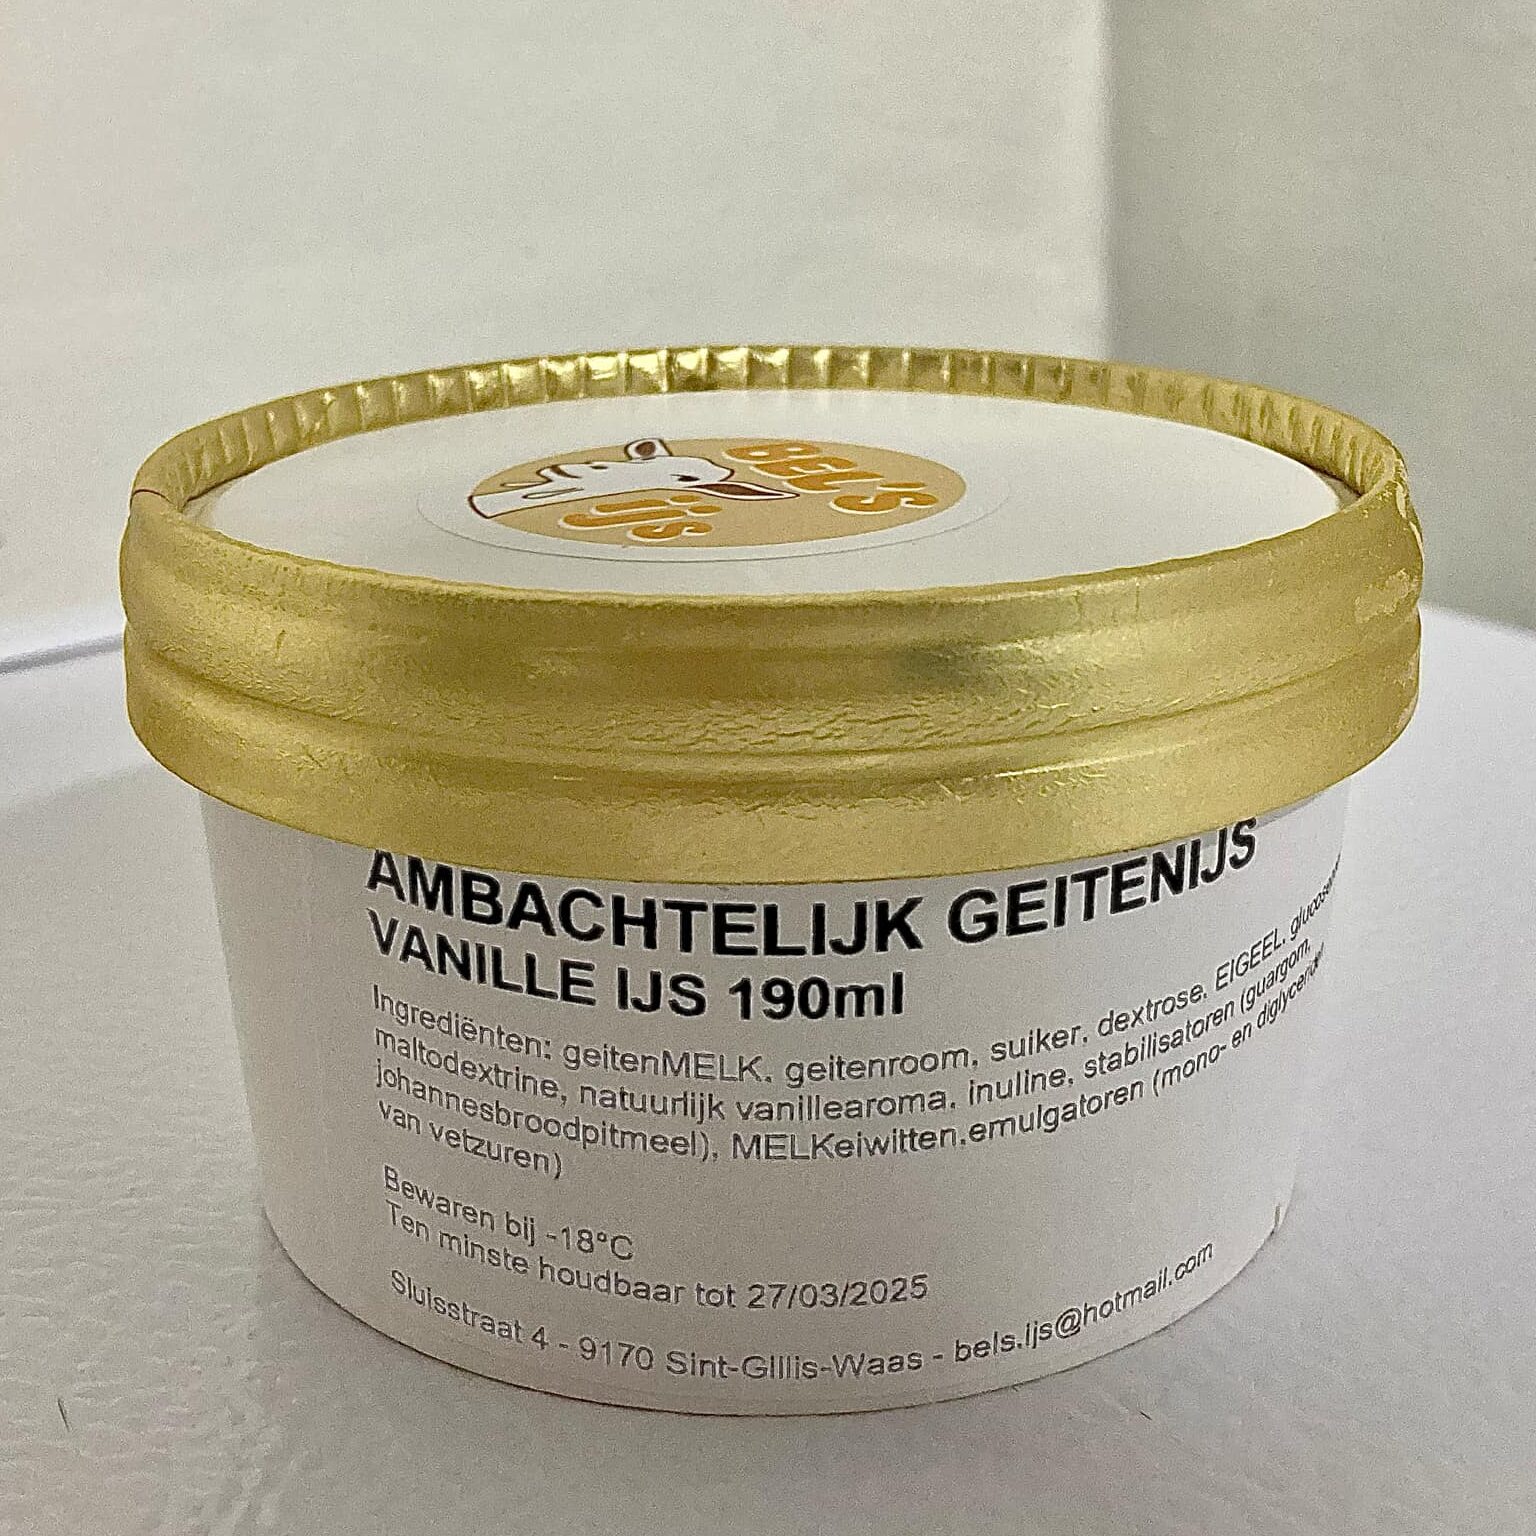 BEL'S
ijs
AMBACHTELIJK GEITENIJS
VANILLE IJS 190ml
Ingrediënten: geitenMELK, geitenroom, suiker, dextrose, EIGEEL, glucose
maltodextrine, natuurlijk vanillearoma, inuline, stabilisatoren (guargom,
johannesbroodpitmeel), MELKeiwitten,emulgatoren (mono- en diglyceriden
van vetzuren)
Bewaren bij -18°C
Ten minste houdbaar tot 27/03/2025
Sluisstraat 4 - 9170 Sint-Gillis-Waas - bels.ijs@hotmail.com